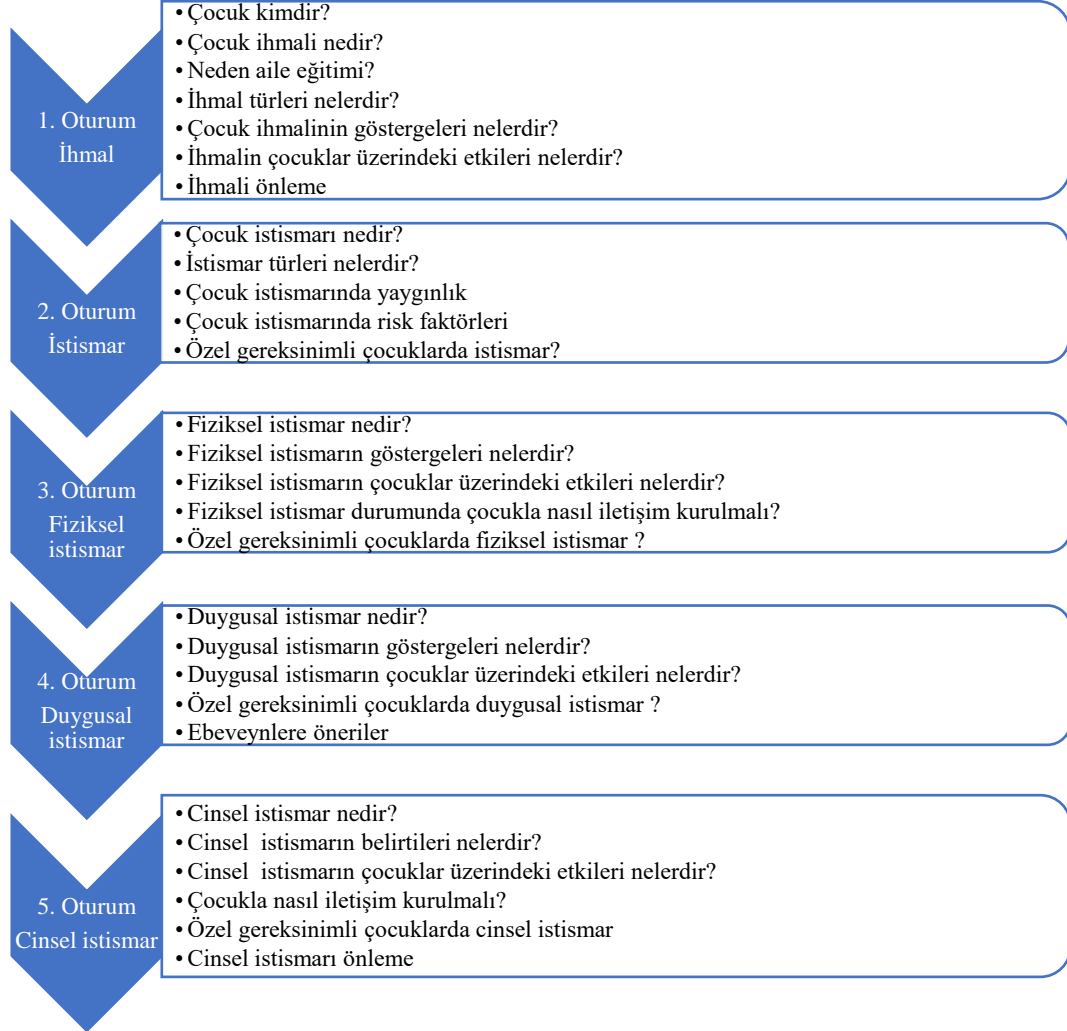 1. Oturum
İhmal
• Çocuk kimdir?
• Çocuk ihmali nedir?
• Neden aile eğitimi?
• İhmal türleri nelerdir?
• Çocuk ihmalinin göstergeleri nelerdir?
• İhmalin çocuklar üzerindeki etkileri nelerdir?
• İhmali önleme
2. Oturum
İstismar
• Çocuk istismarı nedir?
• İstismar türleri nelerdir?
• Çocuk istismarında yaygınlık
• Çocuk istismarında risk faktörleri
• Özel gereksinimli çocuklarda istismar?
3. Oturum
Fiziksel
istismar
• Fiziksel istismar nedir?
• Fiziksel istismarın göstergeleri nelerdir?
• Fiziksel istismarın çocuklar üzerindeki etkileri nelerdir?
• Fiziksel istismar durumunda çocukla nasıl iletişim kurulmalı?
• Özel gereksinimli çocuklarda fiziksel istismar ?
4. Oturum
Duygusal
istismar
• Duygusal istismar nedir?
• Duygusal istismarın göstergeleri nelerdir?
• Duygusal istismarın çocuklar üzerindeki etkileri nelerdir?
• Özel gereksinimli çocuklarda duygusal istismar ?
• Ebeveynlere öneriler
5. Oturum
Cinsel istismar
• Cinsel istismar nedir?
• Cinsel  istismarın belirtileri nelerdir?
• Cinsel  istismarın çocuklar üzerindeki etkileri nelerdir?
• Çocukla nasıl iletişim kurulmalı?
• Özel gereksinimli çocuklarda cinsel istismar
• Cinsel istismarı önleme